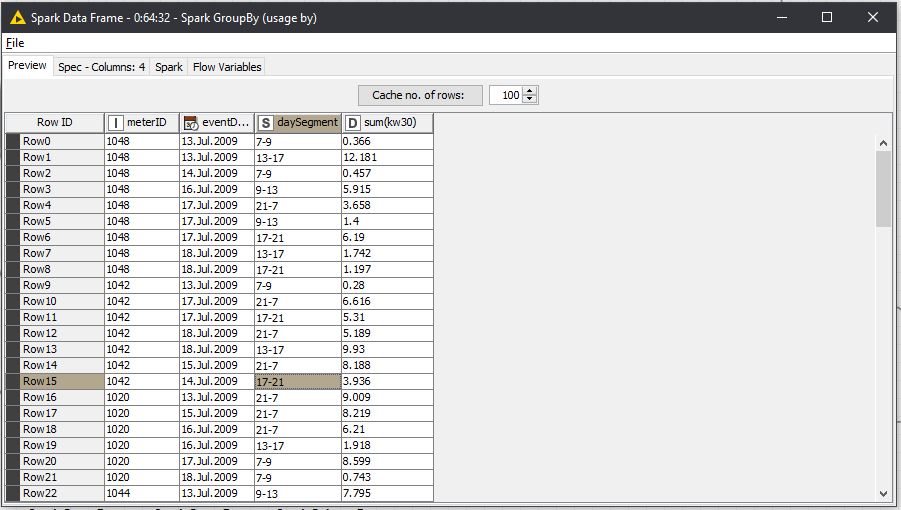 Spark Data Frame - 0:64:32 - Spark GroupBy (usage by)
File
Preview Spec - Columns: 4 Spark Flow Variables
Cache no. of rows: 100
Row ID I meterID eventD... S daySegment D sum(kw30)
Row0 1048 13.Jul.2009 7-9 0.366
Row1 1048 13.Jul.2009 13-17 12.181
Row2 1048 14.Jul.2009 7-9 0.457
Row3 1048 16.Jul.2009 9-13 5.915
Row4 1048 17.Jul.2009 21-7 3.658
Row5 1048 17.Jul.2009 9-13 1.4
Row6 1048 17.Jul.2009 17-21 6.19
Row7 1048 18.Jul.2009 13-17 1.742
Row8 1048 18.Jul.2009 17-21 1.197
Row9 1042 13.Jul.2009 7-9 0.28
Row10 1042 17.Jul.2009 21-7 6.616
Row11 1042 17.Jul.2009 17-21 5.31
Row12 1042 18.Jul.2009 21-7 5.189
Row13 1042 18.Jul.2009 13-17 9.93
Row14 1042 15.Jul.2009 21-7 8.188
Row15 1042 14.Jul.2009 17-21 3.936
Row16 1020 13.Jul.2009 21-7 9.009
Row17 1020 15.Jul.2009 21-7 8.219
Row18 1020 16.Jul.2009 21-7 6.21
Row19 1020 16.Jul.2009 13-17 1.918
Row20 1020 17.Jul.2009 7-9 8.599
Row21 1020 18.Jul.2009 7-9 0.743
Row22 1044 13.Jul.2009 9-13 7.795